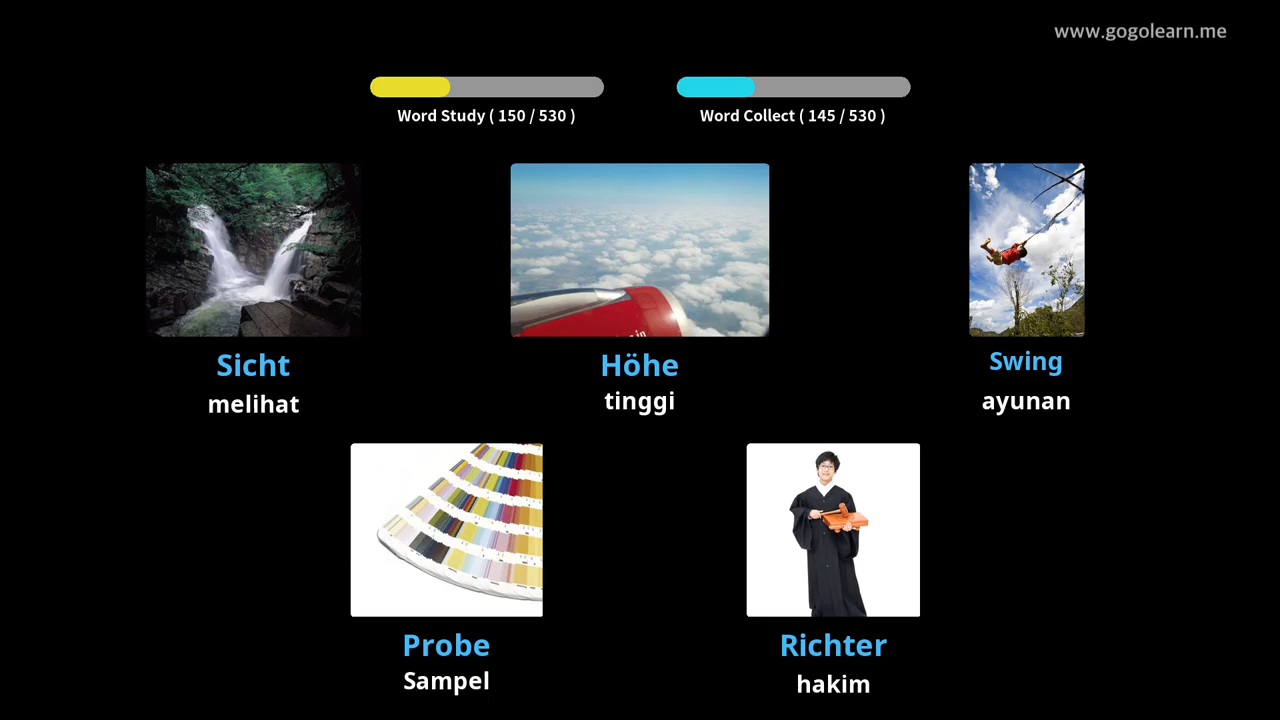 www.gogolearn.me
Word Study ( 150 / 530 )
Word Collect ( 145 / 530 )
Sicht
melihat
Höhe
tinggi
Swing
ayunan
Probe
Sampel
Richter
hakim